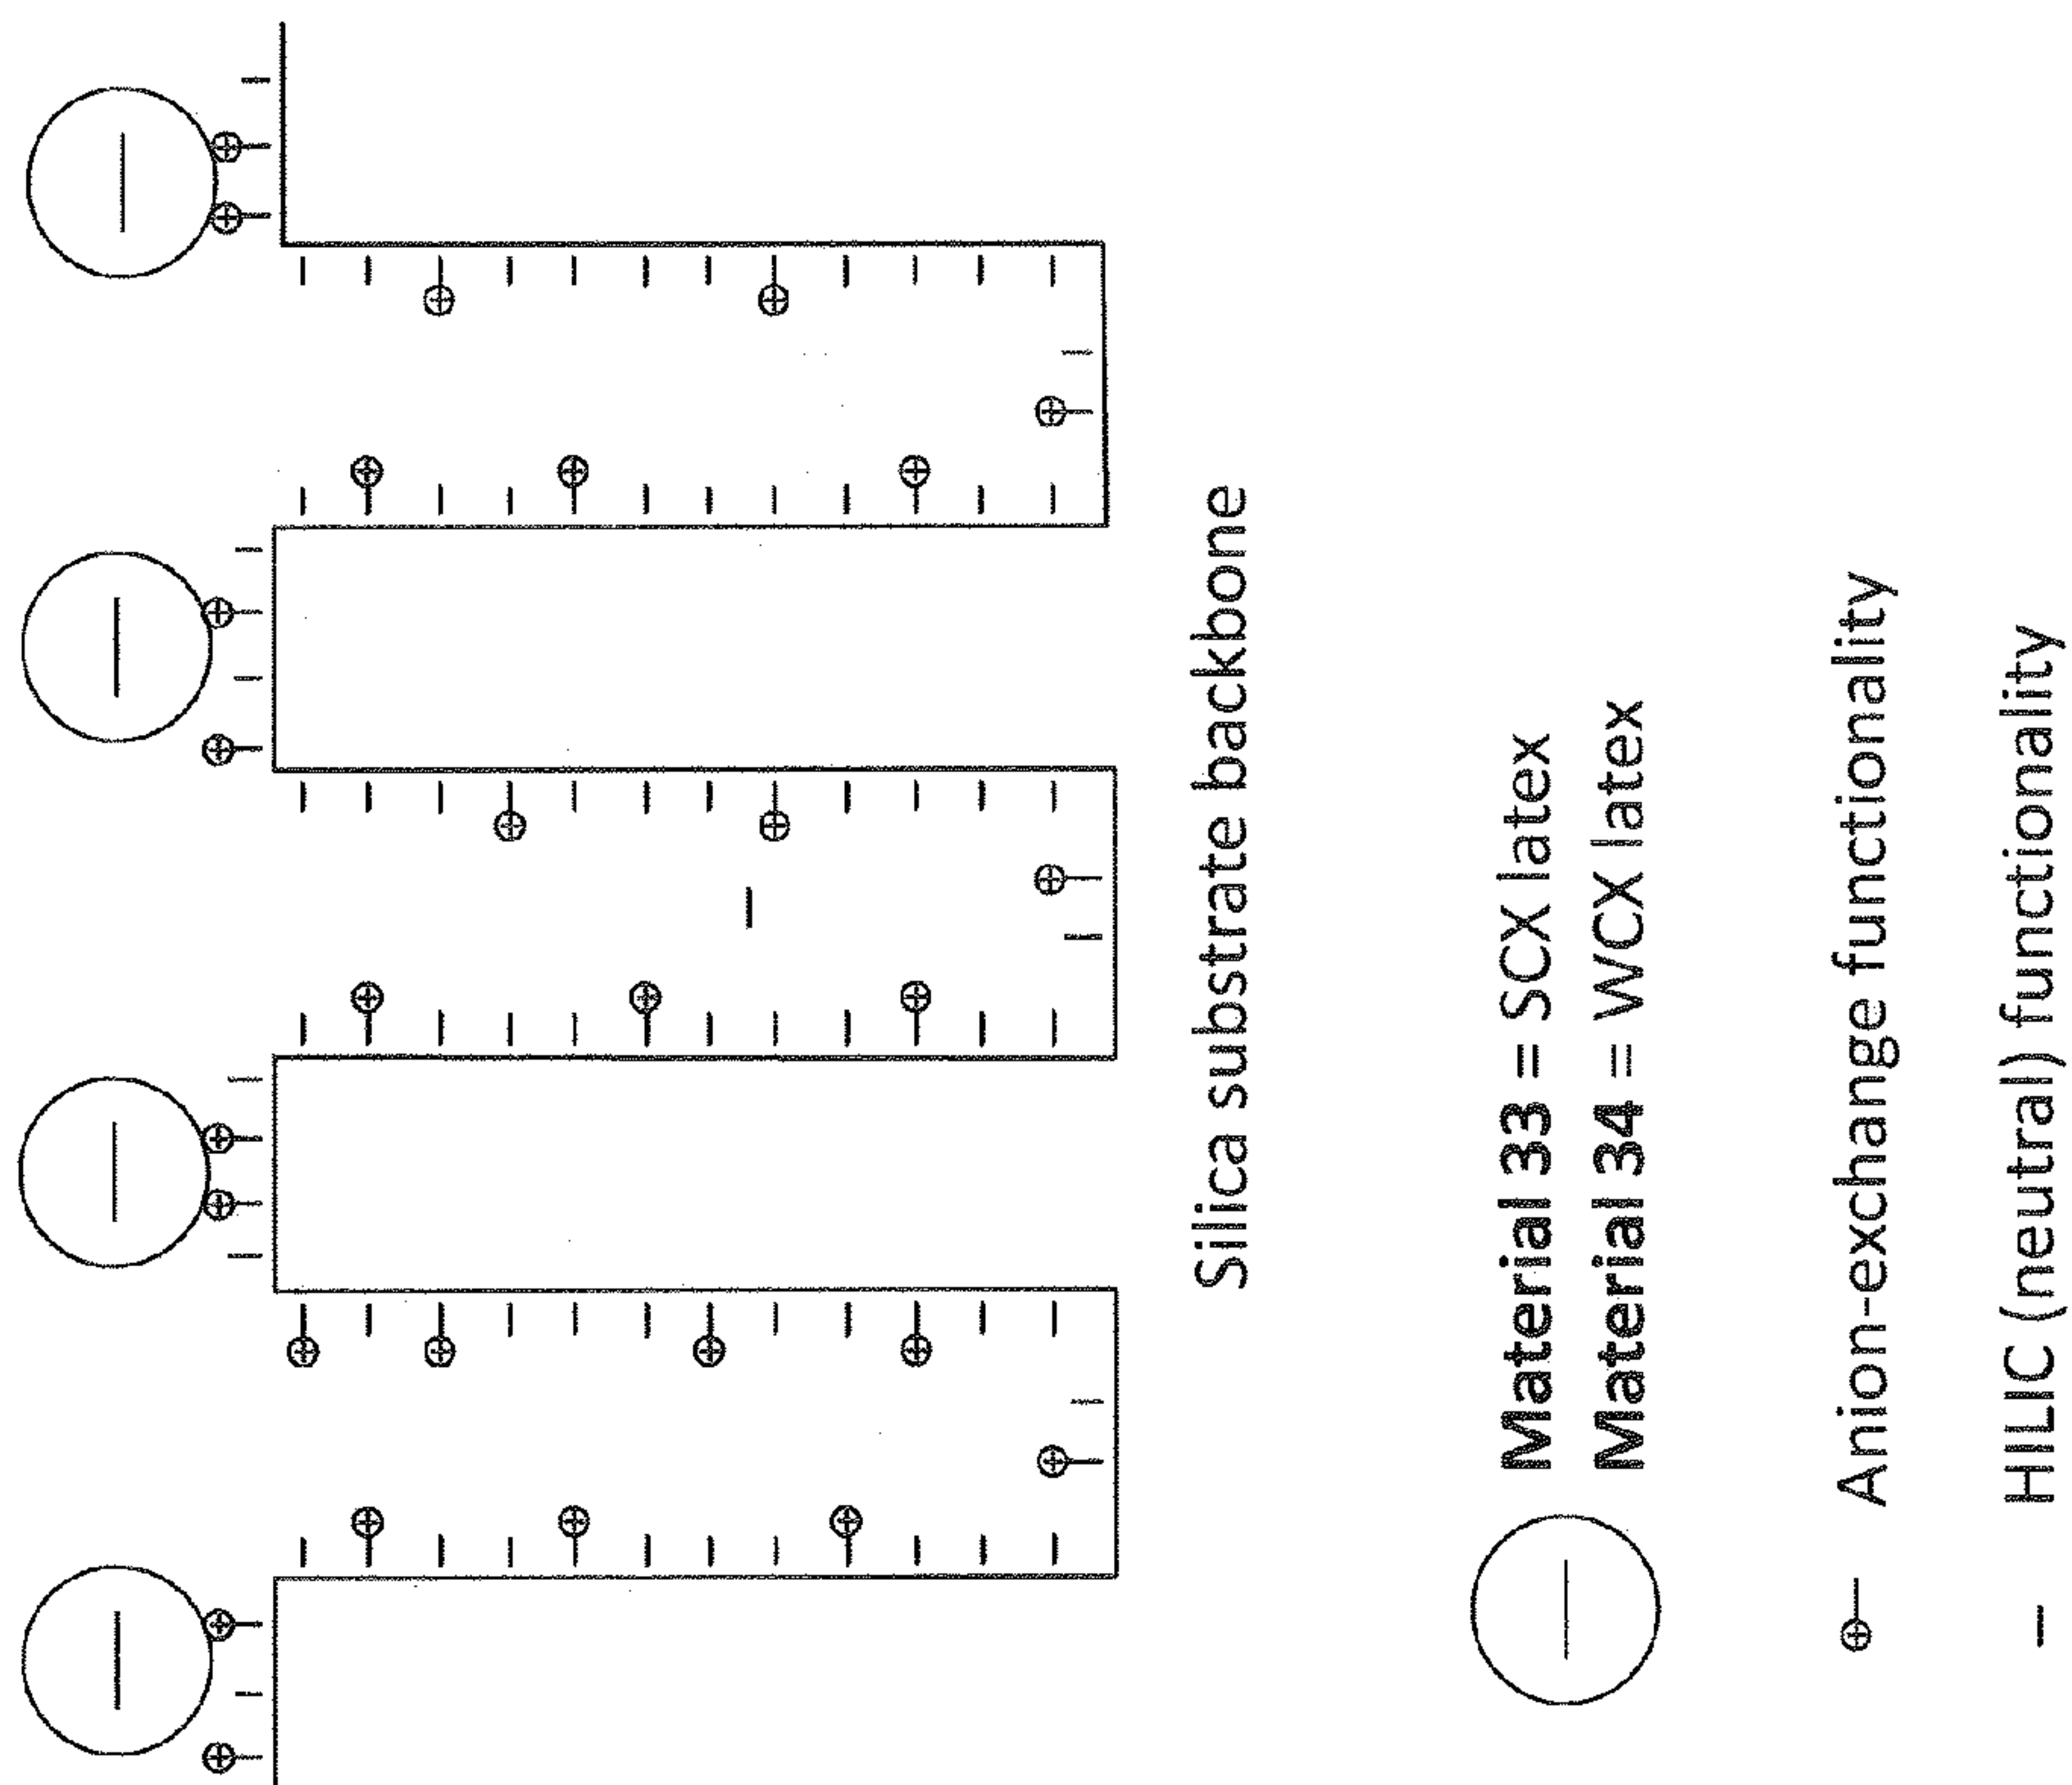 Silica substrate backbone
Material 33 = SCX latex
Material 34 = WCX latex
Anion-exchange functionality
HILIC (neutral) functionality